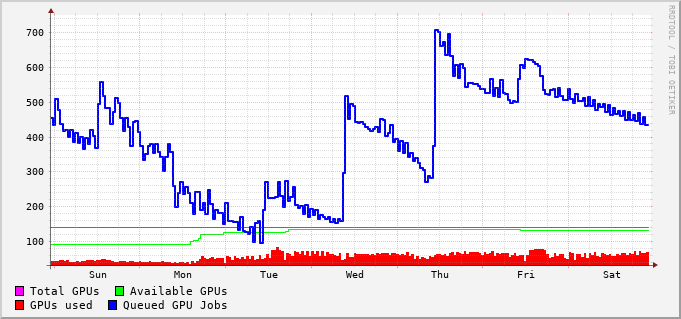 700
600
500
400
300
200
100
Sun Mon Tue Wed Thu Fri Sat
Total GPUs Available GPUs
GPUs used Queued GPU Jobs
RRDTOOL / TOBI OETIKER